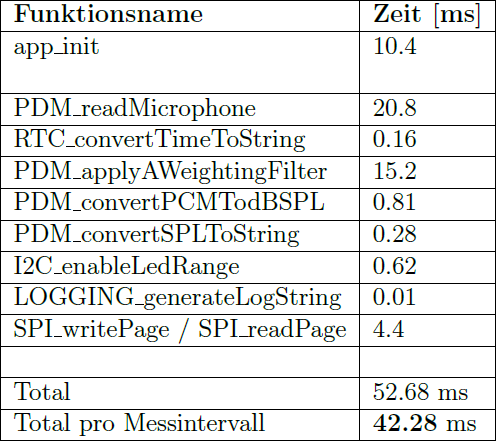 Funktionsname Zeit [ms]
app_init 10.4
PDM_readMicrophone 20.8
RTC_convertTimeToString 0.16
PDM_applyAWeightingFilter 15.2
PDM_convertPCMTodBSPL 0.81
PDM_convertSPLToString 0.28
I2C_enableLedRange 0.62
LOGGING_generateLogString 0.01
SPI_writePage / SPI_readPage 4.4
Total 52.68 ms
Total pro Messintervall 42.28 ms